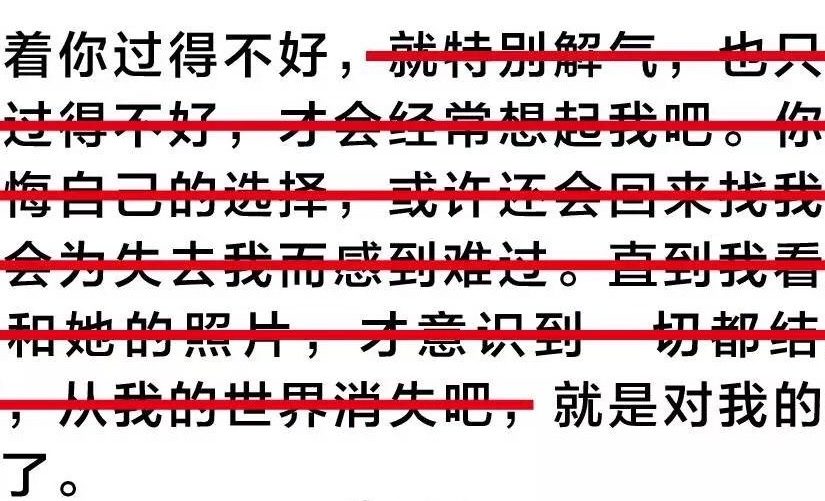 着你过得不好，就特别解气，也只
过得不好，才会经常想起我吧。你
悔自己的选择，或许还会回来找我
会为失去我而感到难过。直到我看
和她的照片，才意识到一切都结
，从我的世界消失吧，就是对我的
了。